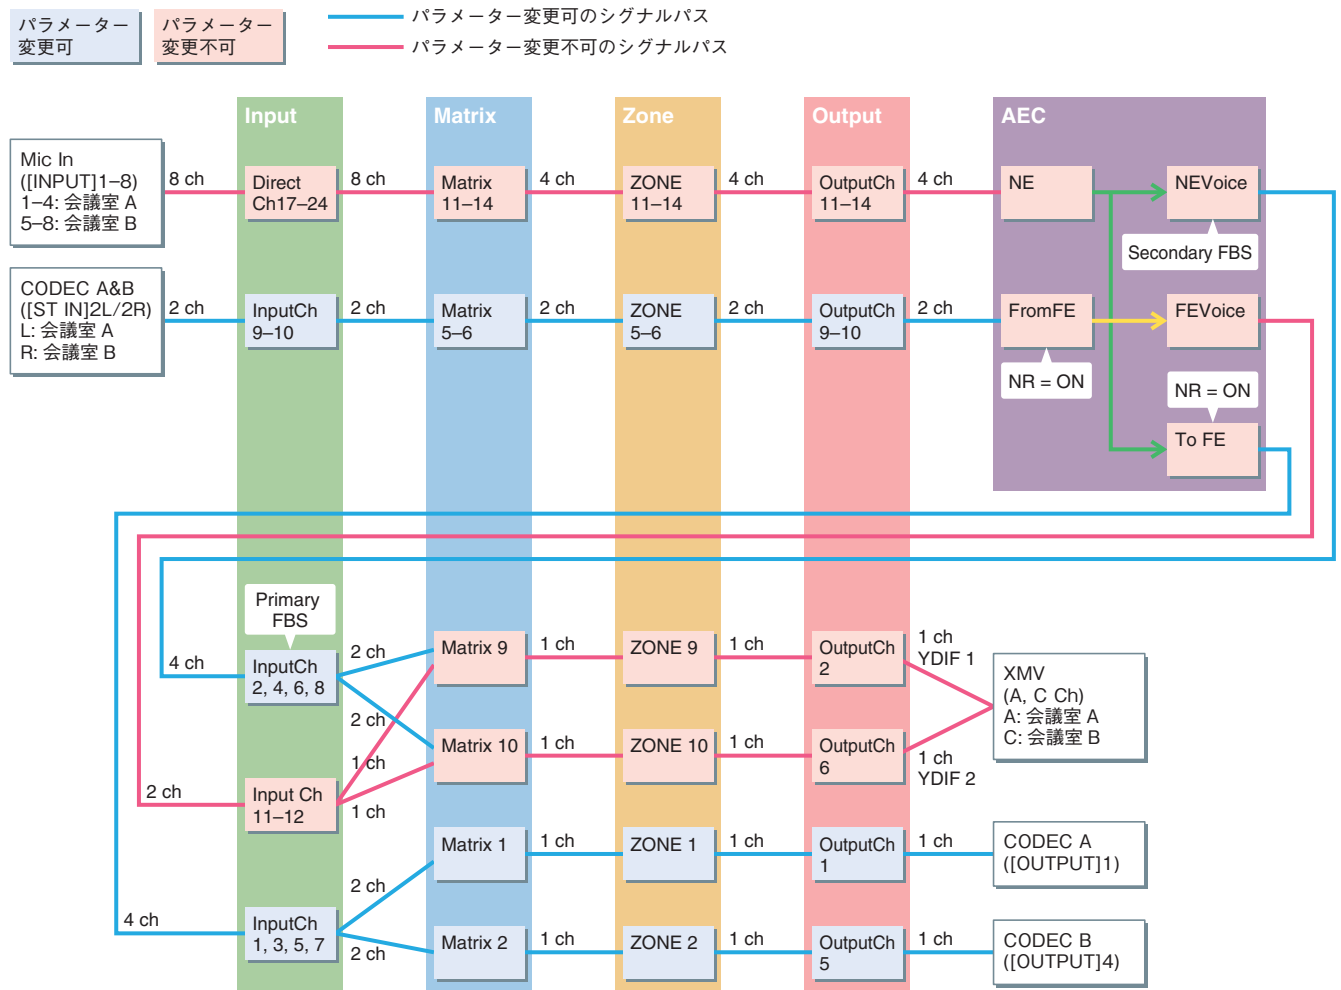 パラメーター
変更可
パラメーター
変更不可
パラメーター変更可のシグナルパス
パラメーター変更不可のシグナルパス
Input
Matrix
Zone
Output
AEC
Mic In
([INPUT]1–8)
1–4: 会議室 A
5–8: 会議室 B
8 ch
Direct
Ch17–24
8 ch
Matrix
11–14
4 ch
ZONE
11–14
4 ch
OutputCh
11–14
4 ch
NE
NEVoice
Secondary FBS
CODEC A&B
([ST IN]2L/2R)
L: 会議室 A
R: 会議室 B
2 ch
InputCh
9–10
2 ch
Matrix
5–6
2 ch
ZONE
5–6
2 ch
OutputCh
9–10
2 ch
FromFE
FEVoice
NR = ON
NR = ON
To FE
Primary
FBS
4 ch
InputCh
2, 4, 6, 8
2 ch
2 ch
Matrix 9
1 ch
ZONE 9
1 ch
OutputCh
2
1 ch
YDIF 1
XMV
(A, C Ch)
A: 会議室 A
C: 会議室 B
Matrix 10
1 ch
ZONE 10
1 ch
OutputCh
6
1 ch
YDIF 2
2 ch
Input Ch
11–12
1 ch
1 ch
Matrix 1
1 ch
ZONE 1
1 ch
OutputCh
1
1 ch
CODEC A
([OUTPUT]1)
4 ch
InputCh
1, 3, 5, 7
2 ch
2 ch
Matrix 2
1 ch
ZONE 2
1 ch
OutputCh
5
1 ch
CODEC B
([OUTPUT]4)